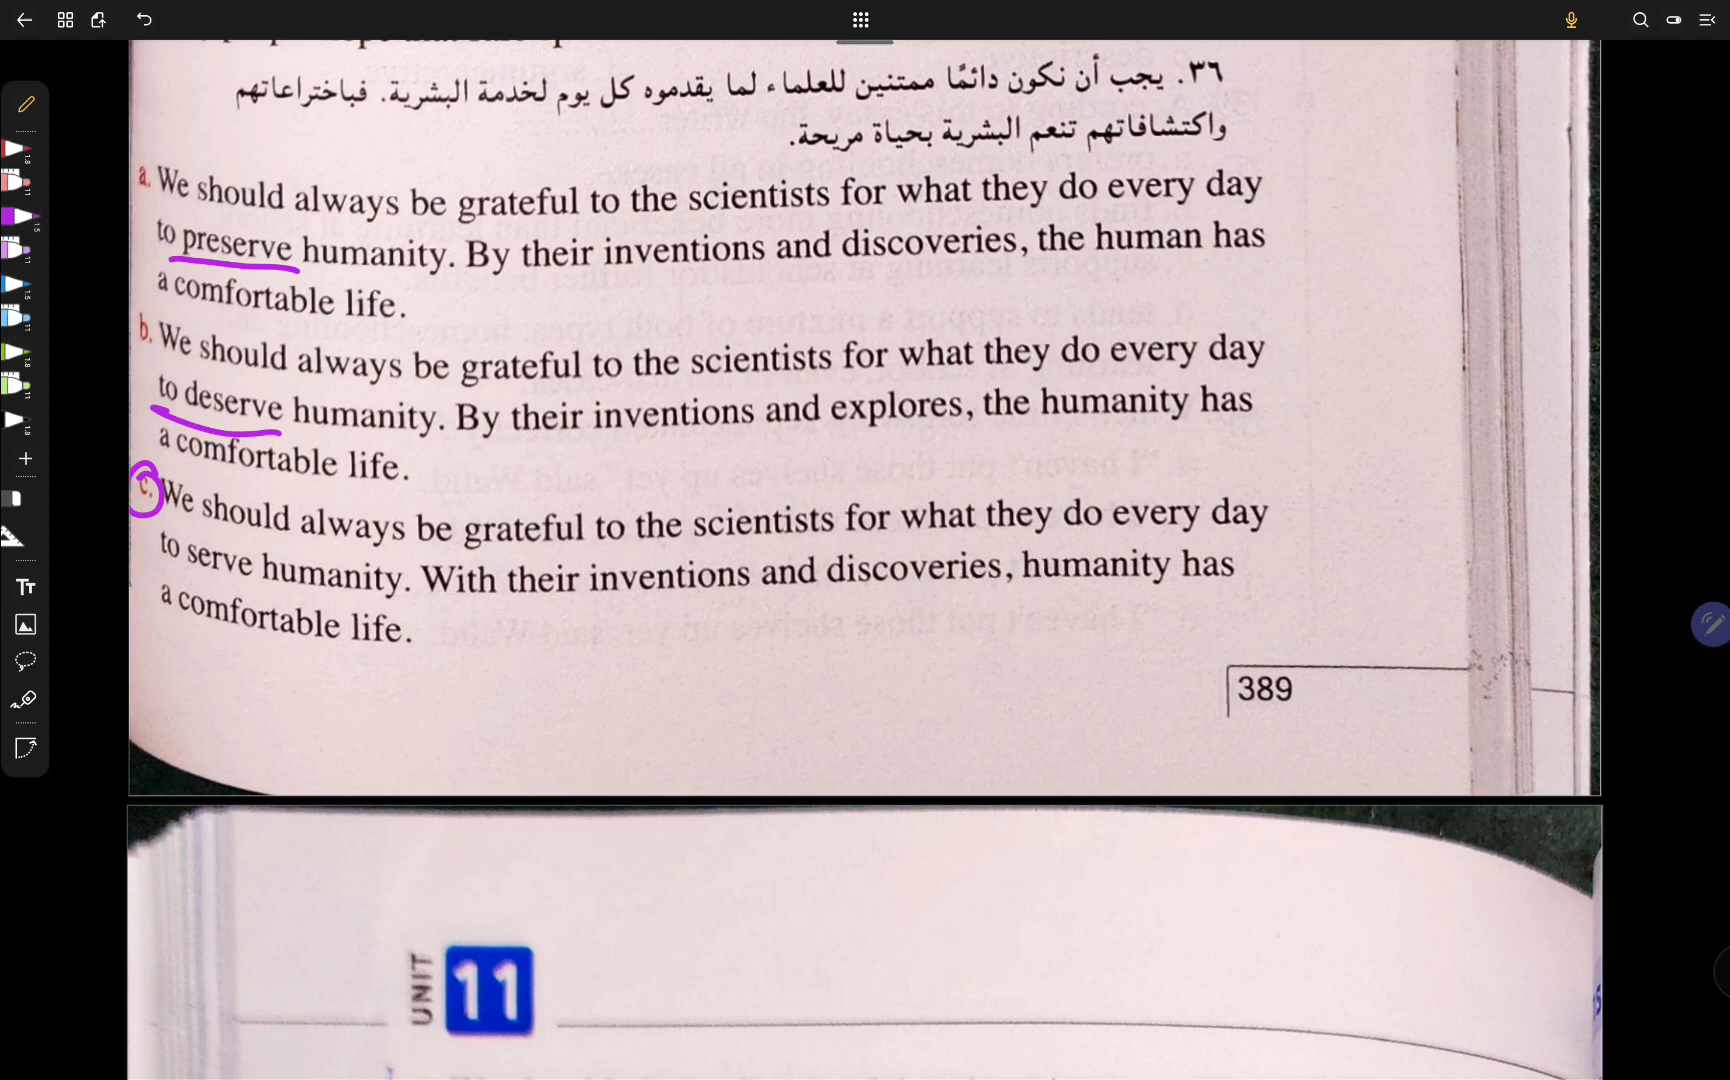 ٣٦. يجب أن نكون دائمًا ممتنين للعلماء لما يقدموه كل يوم لخدمة البشرية. فباختراعاتهم
واكتشافاتهم تنعم البشرية بحياة مريحة.
a. We should always be grateful to the scientists for what they do every day
to preserve humanity. By their inventions and discoveries, the human has
a comfortable life.
b. We should always be grateful to the scientists for what they do every day
to deserve humanity. By their inventions and explores, the humanity has
a comfortable life.
c. We should always be grateful to the scientists for what they do every day
to serve humanity. With their inventions and discoveries, humanity has
a comfortable life.
389
UNIT 11